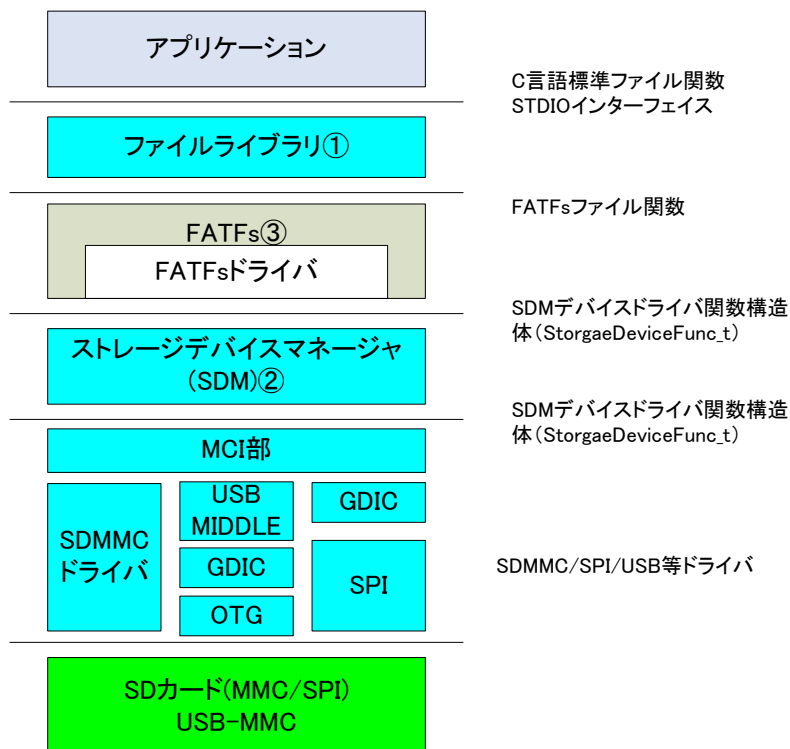 アプリケーション
C言語標準ファイル関数
STDIOインターフェイス
ファイルライブラリ①
FATFsファイル関数
FATFs③
FATFsドライバ
SDMデバイスドライバ関数構造
体(StorgaeDeviceFunc_t)
ストレージデバイスマネージャ
(SDM)②
SDMデバイスドライバ関数構造
体(StorgaeDeviceFunc_t)
MCI部
SDMMC
ドライバ
USB
MIDDLE
GDIC
OTG
GDIC
SPI
SDMMC/SPI/USB等ドライバ
SDカード(MMC/SPI)
USB-MMC